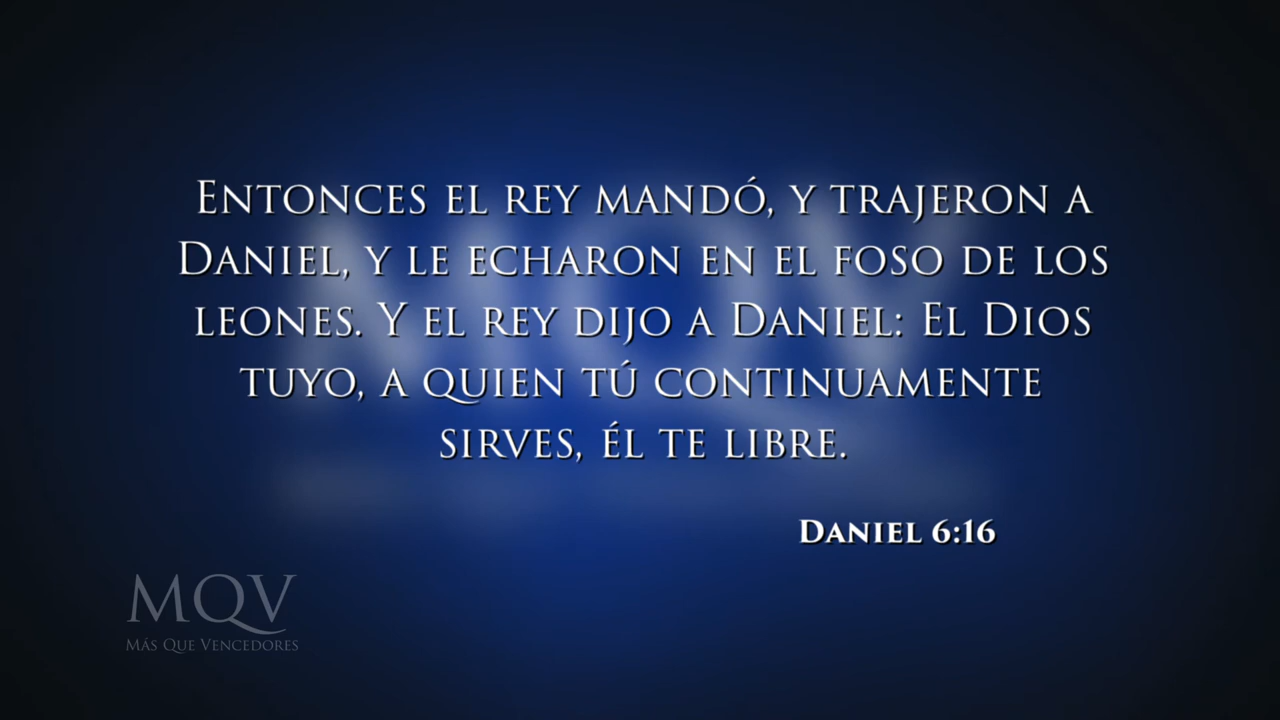 Entonces el rey mandó, y trajeron a
Daniel, y le echaron en el foso de los
leones. Y el rey dijo a Daniel: El Dios
tuyo, a quien tú continuamente
sirves, él te libre.
Daniel 6:16
MQV
Más Que Vencedores